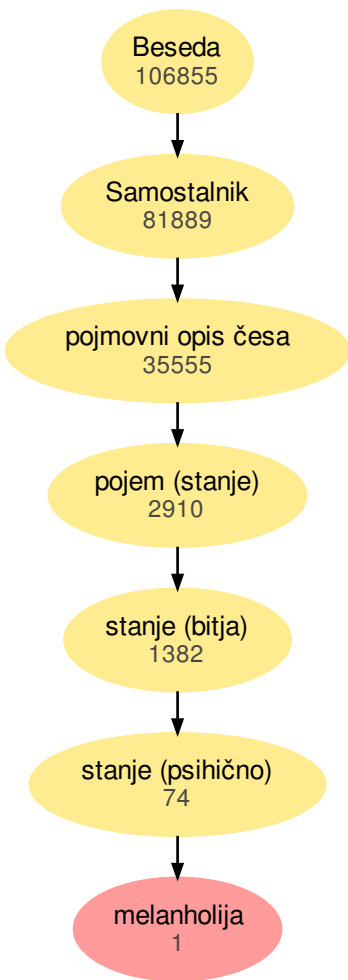 Beseda
106855
Samostalnik
81889
pojmovni opis česa
35555
pojem (stanje)
2910
stanje (bitja)
1382
stanje (psihično)
74
melanholija
1